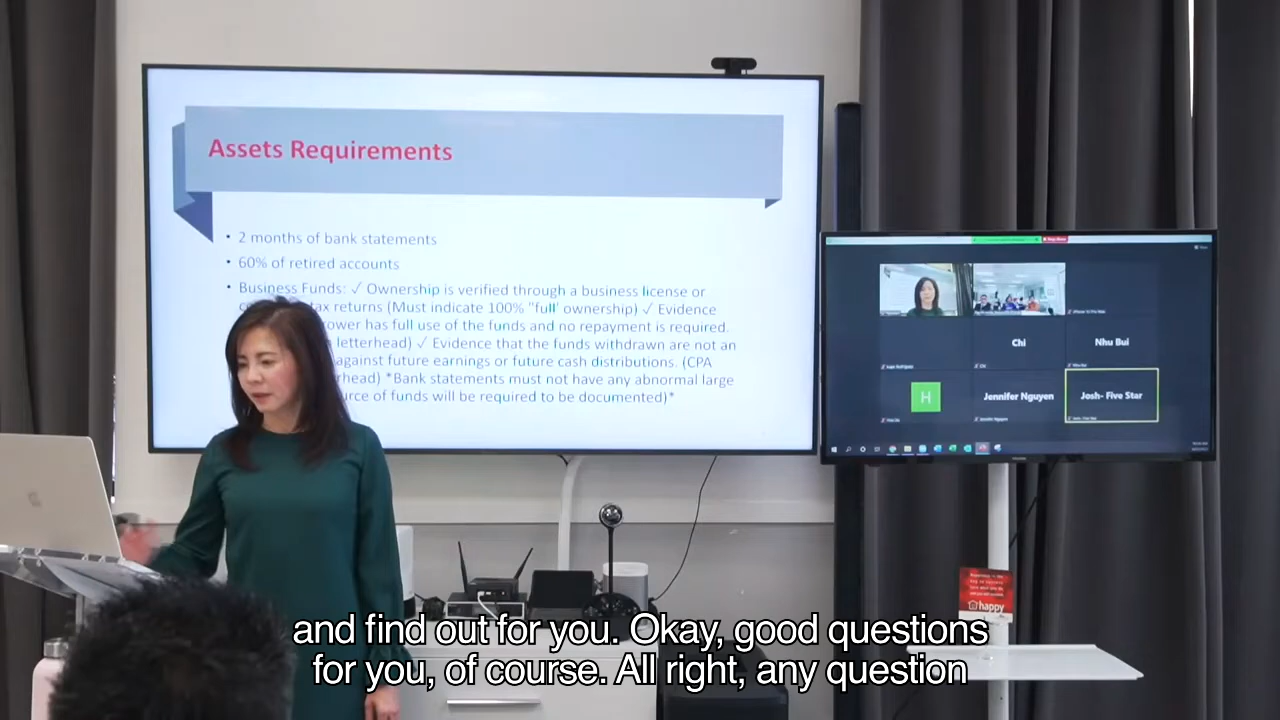 Assets Requirements
• 2 months of bank statements
• 60% of retired accounts
• Business Funds: ✓ Ownership is verified through a business license or
tax returns (Must indicate 100% "full' ownership) ✓ Evidence
has full use of the funds and no repayment is required.
letterhead) ✓ Evidence that the funds withdrawn are not an
against future earnings or future cash distributions. (CPA
*Bank statements must not have any abnormal large
of funds will be required to be documented)*
Chi
Nhu Bui
H
Jennifer Nguyen
Josh- Five Star
happy
and find out for you. Okay, good questions
for you, of course. All right, any question